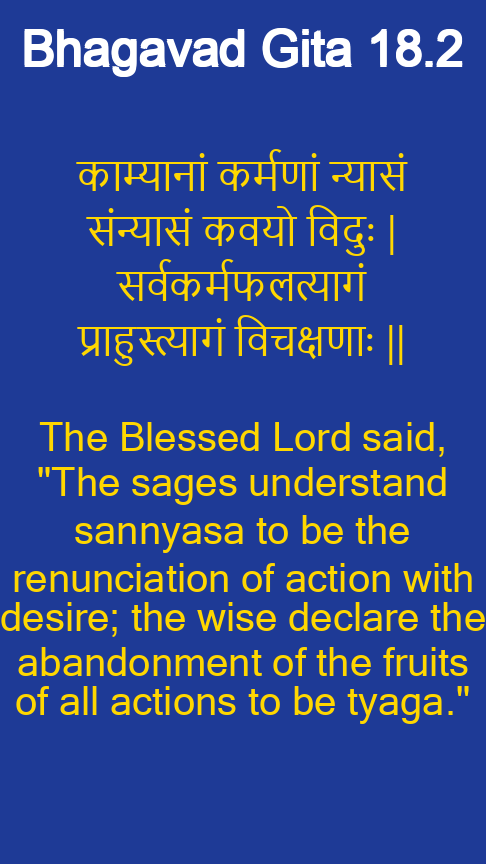 Bhagavad Gita 18.2
काम्यानां कर्मणां न्यासं
संन्यासं कवयो विदुः |
सर्वकर्मफलत्यागं
प्राहुस्त्यागं विचक्षणाः ||
The Blessed Lord said,
"The sages understand
sannyasa to be the
renunciation of action with
desire; the wise declare the
abandonment of the fruits
of all actions to be tyaga."